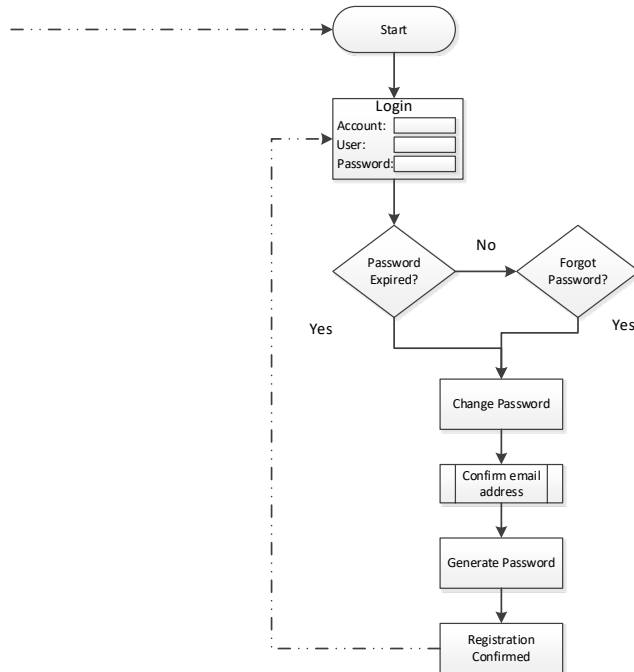 Start
Login
Account:
User:
Password:
Password
Expired?
No
Forgot
Password?
Yes
Yes
Change Password
Confirm email
address
Generate Password
Registration
Confirmed